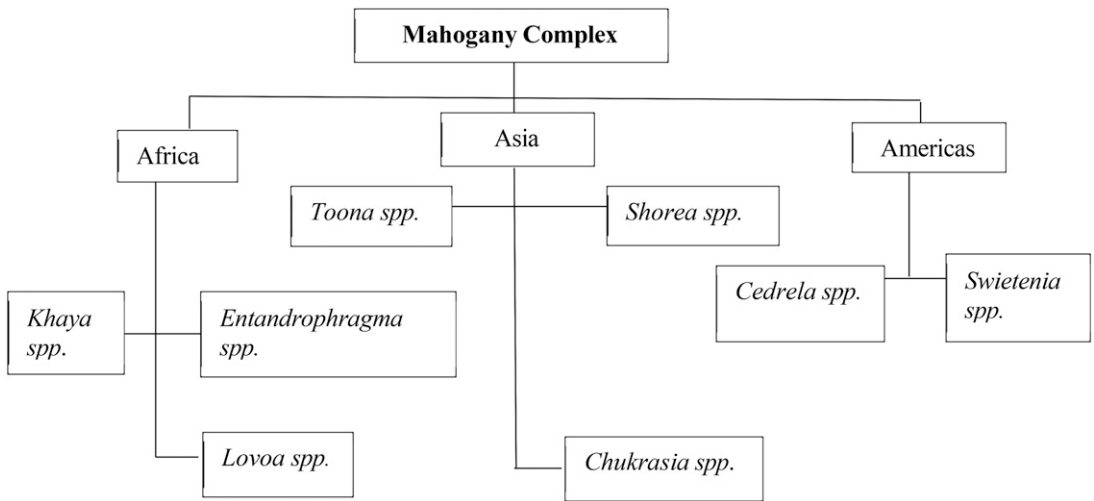 Mahogany Complex
Africa
Asia
Americas
Toona spp.
Shorea spp.
Cedrela spp.
Swietenia
spp.
Khaya
spp.
Entandrophragma
spp.
Lovoa spp.
Chukrasia spp.